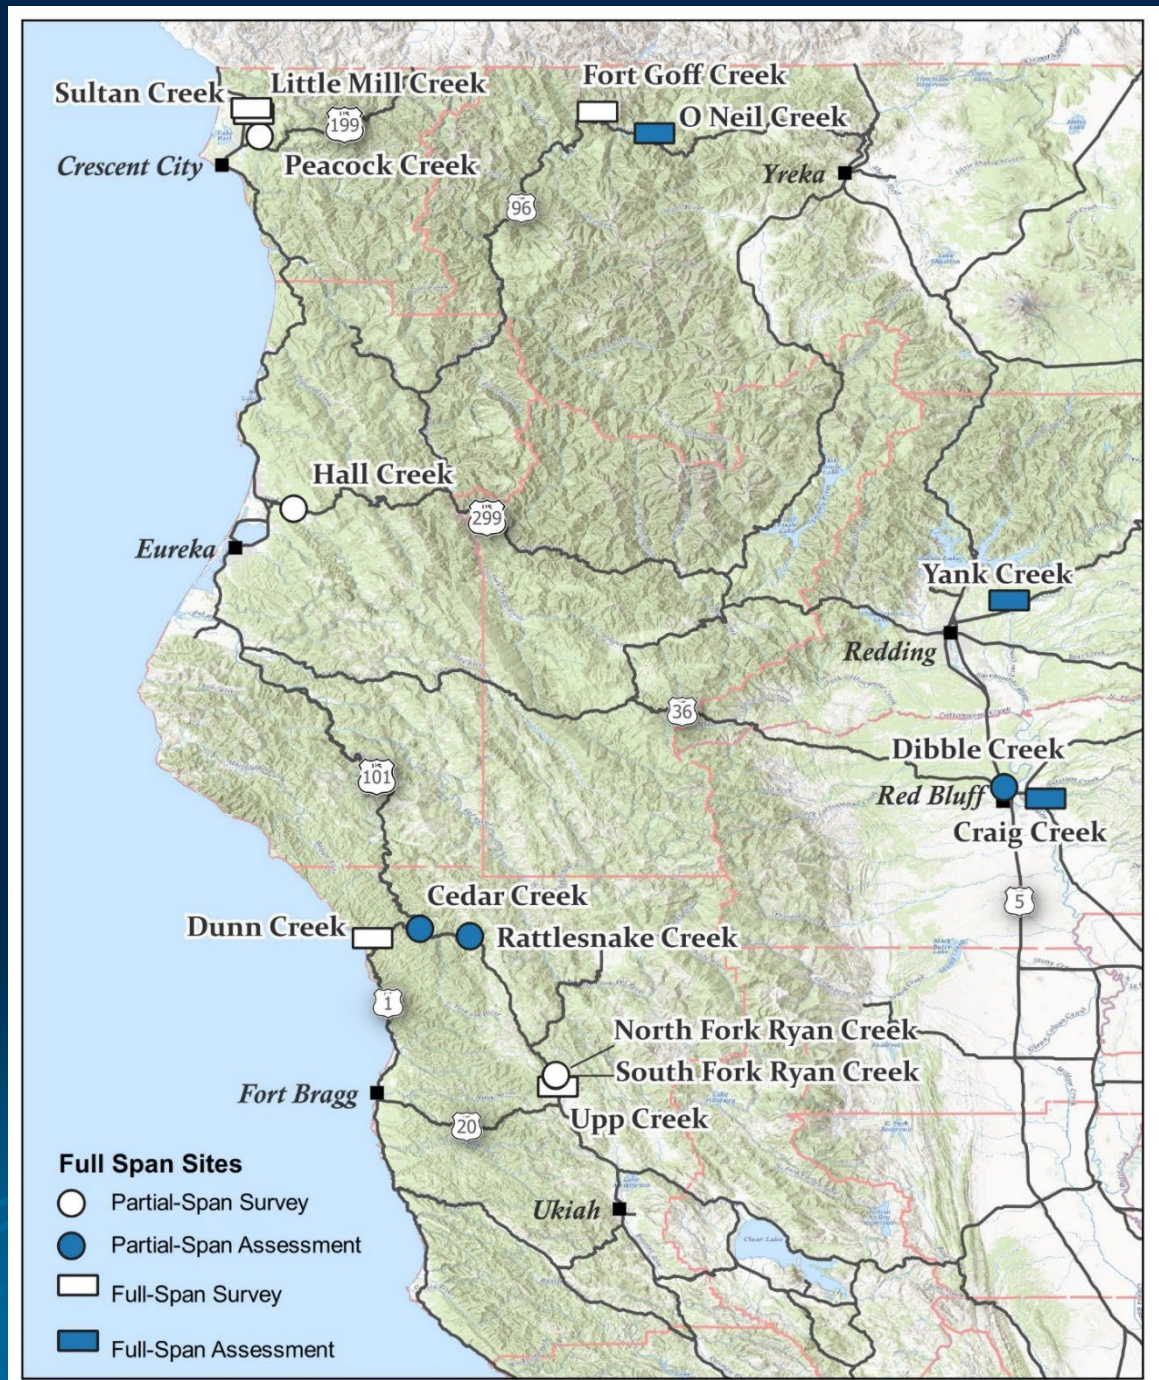 Little Mill Creek
Sultan Creek
US 199
Peacock Creek
Crescent City
Fort Goff Creek
O Neil Creek
Yreka
96
Hall Creek
299
Eureka
Yank Creek
Redding
36
Dibble Creek
Red Bluff
Craig Creek
101
5
Cedar Creek
Dunn Creek
Rattlesnake Creek
1
North Fork Ryan Creek
South Fork Ryan Creek
Fort Bragg
Upp Creek
20
Ukiah
Clear Lake
Full Span Sites
Partial-Span Survey
Partial-Span Assessment
Full-Span Survey
Full-Span Assessment